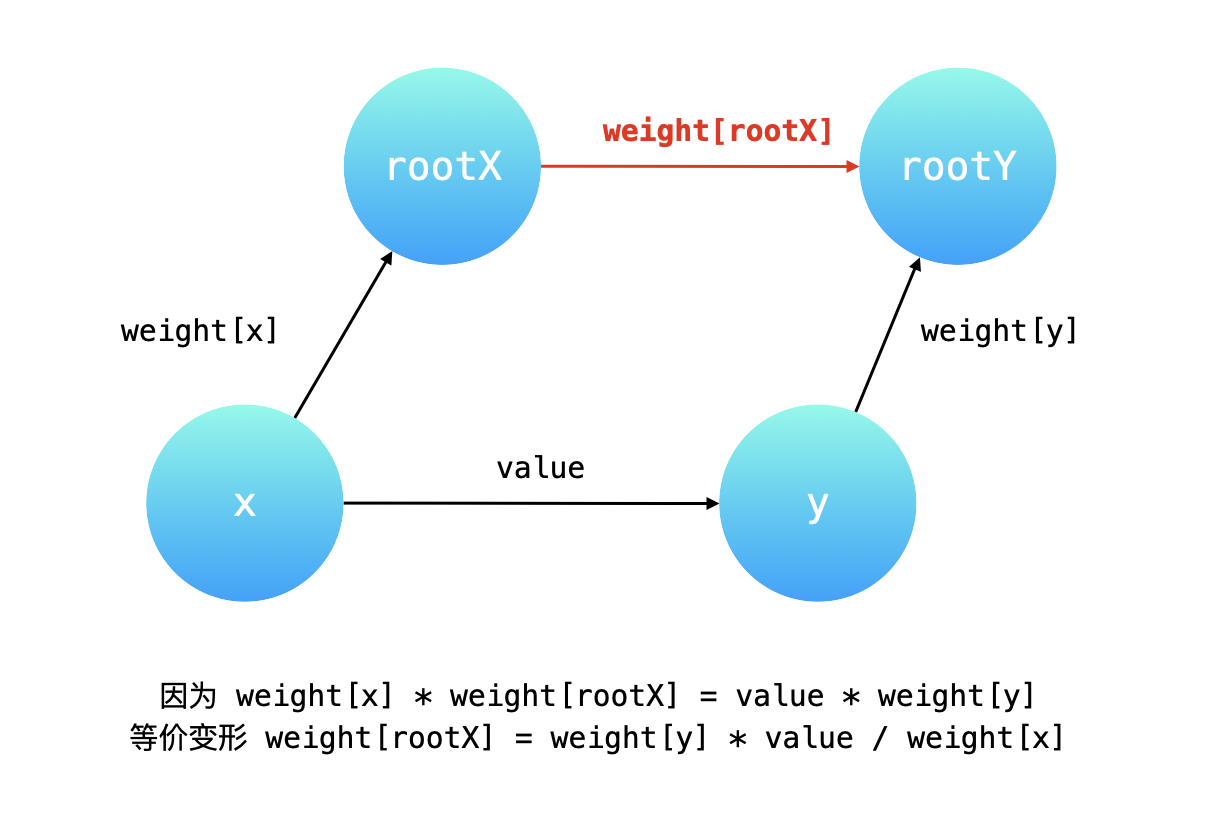 weight[rootX]
rootX
rootY
weight[x]
weight[y]
value
x
y
因为 weight[x] * weight[rootX] = value * weight[y]
等价变形 weight[rootX] = weight[y] * value / weight[x]